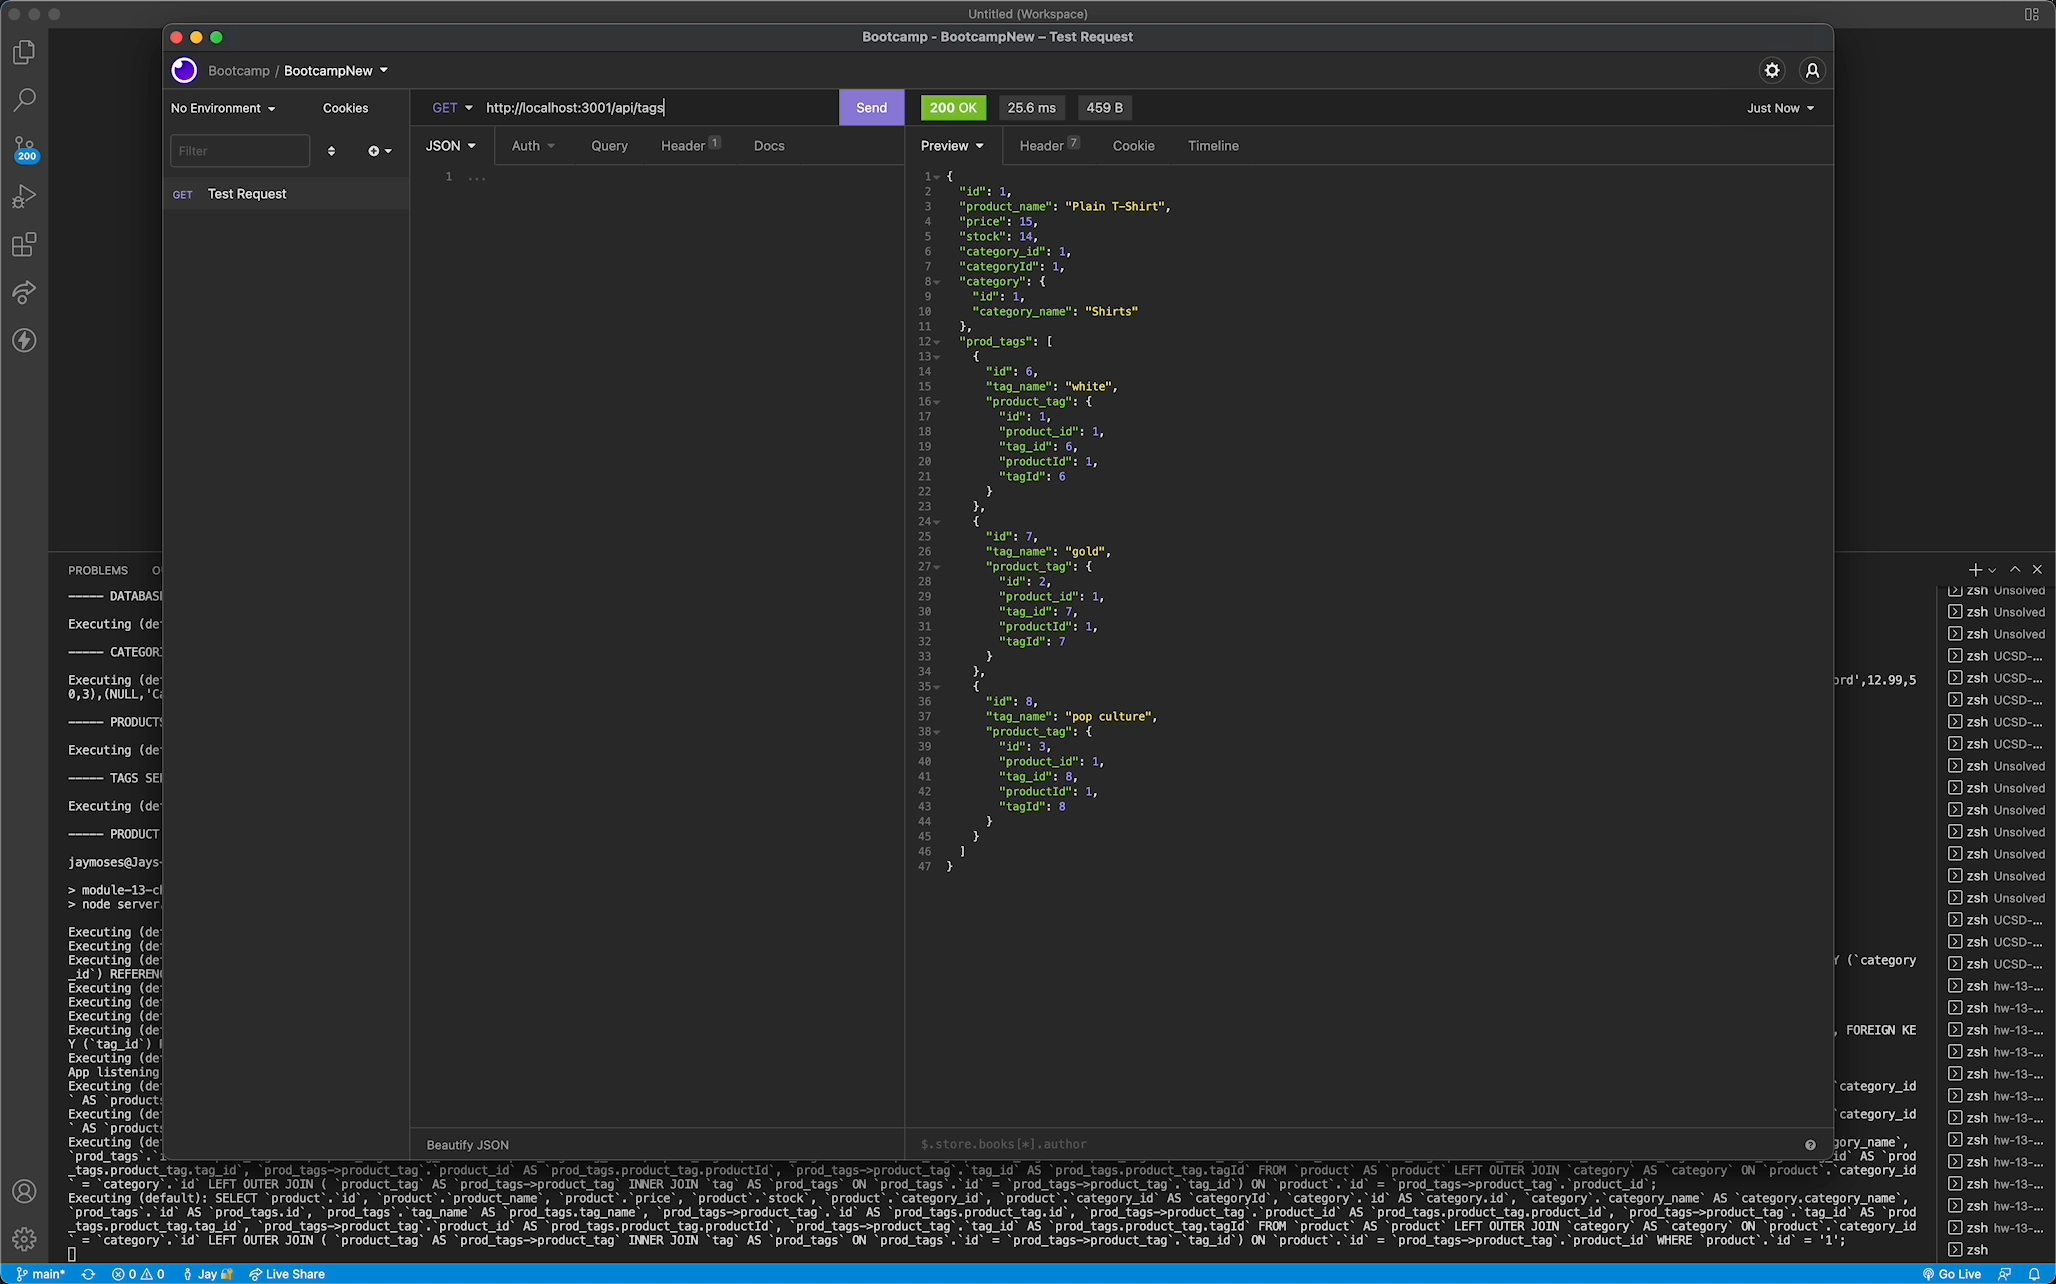 Untitled (Workspace)
Bootcamp - BootcampNew – Test Request
Bootcamp / BootcampNew
No Environment
Cookies
GET http://localhost:3001/api/tags
Send
200 OK
25.6 ms
459 B
Just Now
Filter
JSON
Auth
Query
Header 1
Docs
Preview
Header 7
Cookie
Timeline
200
GET Test Request
1 ...
1 {
2 "id": 1,
3 "product_name": "Plain T-Shirt",
4 "price": 15,
5 "stock": 14,
6 "category_id": 1,
7 "categoryId": 1,
8 "category": {
9 "id": 1,
10 "category_name": "Shirts"
11 },
12 "prod_tags": [
13 {
14 "id": 6,
15 "tag_name": "white",
16 "product_tag": {
17 "id": 1,
18 "product_id": 1,
19 "tag_id": 6,
20 "productId": 1,
21 "tagId": 6
22 }
23 },
24 {
25 "id": 7,
26 "tag_name": "gold",
27 "product_tag": {
28 "id": 2,
29 "product_id": 1,
30 "tag_id": 7,
31 "productId": 1,
32 "tagId": 7
33 }
34 },
35 {
36 "id": 8,
37 "tag_name": "pop culture",
38 "product_tag": {
39 "id": 3,
40 "product_id": 1,
41 "tag_id": 8,
42 "productId": 1,
43 "tagId": 8
44 }
45 }
46 ]
47 }
Beautify JSON
$.store.books[*].author
PROBLEMS
----- DATABAS
Executing (de
----- CATEGOR
Executing (de
ord',12.99,5
0,3),(NULL,'Ca
----- PRODUCTS
Executing (de
----- TAGS SE
Executing (de
----- PRODUCT
jaymoses@Jays-
> module-13-c
> node server.
Executing (de
Executing (de
Executing (de
Y (`category
_id`) REFEREN
Executing (de
Executing (de
Executing (de
Executing (de
, FOREIGN KE
Y (`tag_id`)
Executing (de
App listening
Executing (de
`category_id
` AS `products
Executing (de
`category_id
` AS `products
Executing (de
gory_name`,
`prod_tags`.`i
_id` AS `prod
_tags.product_tag.tag_id`, `prod_tags->product_tag`.`product_id` AS `prod_tags.product_tag.productId`, `prod_tags->product_tag`.`tag_id` AS `prod_tags.product_tag.tagId` FROM `product` AS `product` LEFT OUTER JOIN `category` AS `category` ON `product`.`category_id
` = `category`.`id` LEFT OUTER JOIN ( `product_tag` AS `prod_tags->product_tag` INNER JOIN `tag` AS `prod_tags` ON `prod_tags`.`id` = `prod_tags->product_tag`.`tag_id`) ON `product`.`id` = `prod_tags->product_tag`.`product_id`;
Executing (default): SELECT `product`.`id`, `product`.`product_name`, `product`.`price`, `product`.`stock`, `product`.`category_id`, `product`.`category_id` AS `categoryId`, `category`.`id` AS `category.id`, `category`.`category_name` AS `category.category_name`,
`prod_tags`.`id` AS `prod_tags.id`, `prod_tags`.`tag_name` AS `prod_tags.tag_name`, `prod_tags->product_tag`.`id` AS `prod_tags.product_tag.id`, `prod_tags->product_tag`.`product_id` AS `prod_tags.product_tag.product_id`, `prod_tags->product_tag`.`tag_id` AS `prod
_tags.product_tag.tag_id`, `prod_tags->product_tag`.`product_id` AS `prod_tags.product_tag.productId`, `prod_tags->product_tag`.`tag_id` AS `prod_tags.product_tag.tagId` FROM `product` AS `product` LEFT OUTER JOIN `category` AS `category` ON `product`.`category_id
` = `category`.`id` LEFT OUTER JOIN ( `product_tag` AS `prod_tags->product_tag` INNER JOIN `tag` AS `prod_tags` ON `prod_tags`.`id` = `prod_tags->product_tag`.`tag_id`) ON `product`.`id` = `prod_tags->product_tag`.`product_id` WHERE `product`.`id` = '1';
zsh Unsolved
zsh Unsolved
zsh Unsolved
zsh UCSD-...
zsh UCSD-...
zsh UCSD-...
zsh UCSD-...
zsh UCSD-...
zsh Unsolved
zsh Unsolved
zsh Unsolved
zsh Unsolved
zsh Unsolved
zsh Unsolved
zsh Unsolved
zsh UCSD-...
zsh UCSD-...
zsh UCSD-...
zsh hw-13-...
zsh hw-13-...
zsh hw-13-...
zsh hw-13-...
zsh hw-13-...
zsh hw-13-...
zsh hw-13-...
zsh hw-13-...
zsh hw-13-...
zsh hw-13-...
zsh hw-13-...
zsh hw-13-...
zsh
main* 0 0 Jay Live Share
Go Live